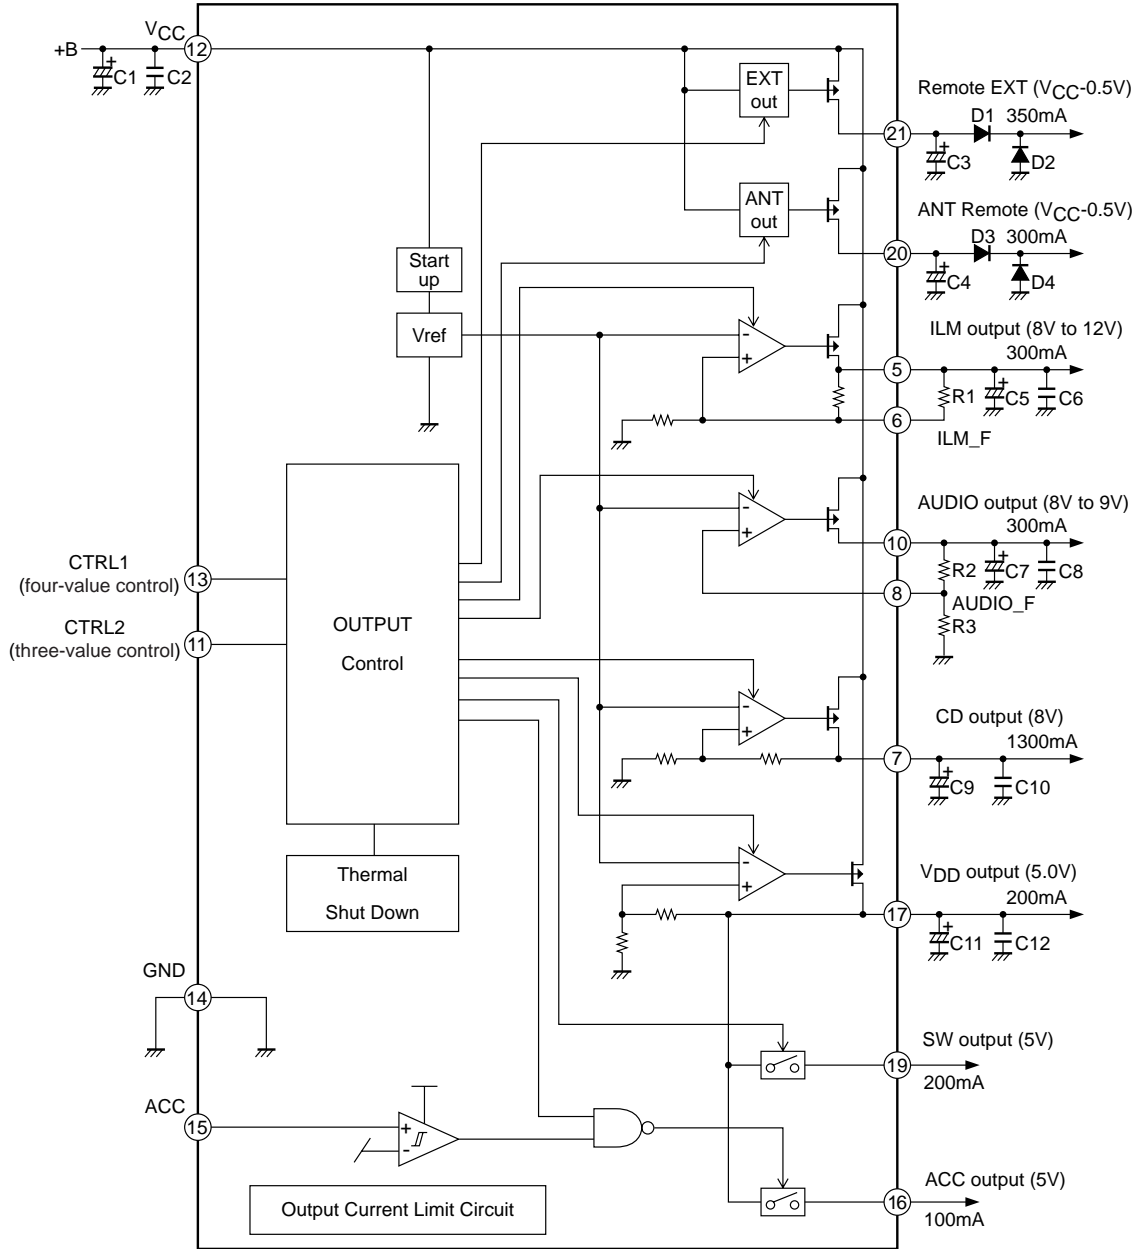 VCC
+B
12
C1
C2
EXT
out
Remote EXT (VCC-0.5V)
D1
350mA
21
C3
D2
ANT
out
ANT Remote (VCC-0.5V)
D3
300mA
20
C4
D4
Start
up
Vref
-
+
ILM output (8V to 12V)
300mA
5
R1
C5
C6
6
ILM_F
-
+
AUDIO output (8V to 9V)
300mA
10
R2
C7
C8
8
AUDIO_F
R3
CTRL1
(four-value control)
13
CTRL2
(three-value control)
11
OUTPUT
Control
-
+
CD output (8V)
1300mA
7
C9
C10
Thermal
Shut Down
-
+
VDD output (5.0V)
200mA
17
C11
C12
GND
14
SW output (5V)
19
200mA
ACC
15
+
-
ACC output (5V)
16
100mA
Output Current Limit Circuit